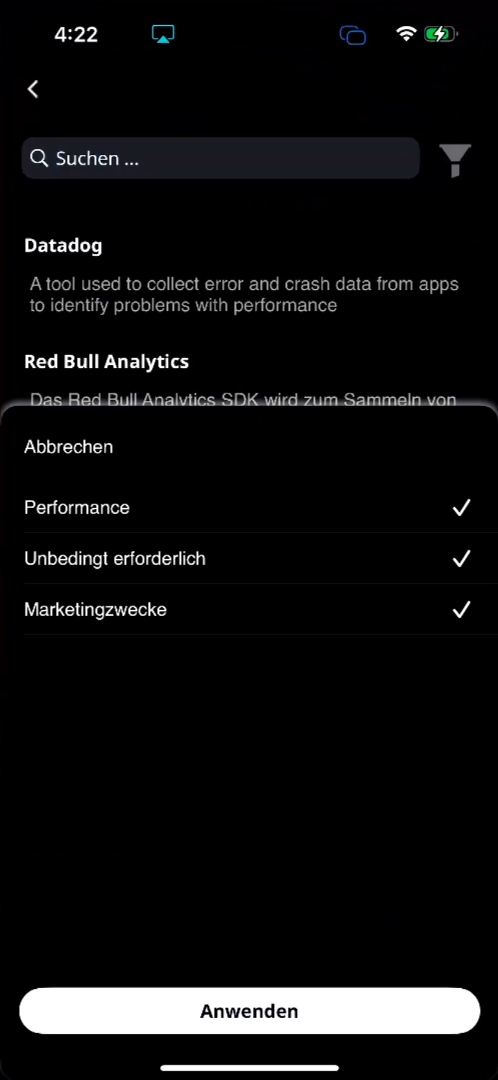 4:22
Suchen ...
Datadog
A tool used to collect error and crash data from apps
to identify problems with performance
Red Bull Analytics
Das Red Bull Analytics SDK wird zum Sammeln von
Abbrechen
Performance
Unbedingt erforderlich
Marketingzwecke
Anwenden